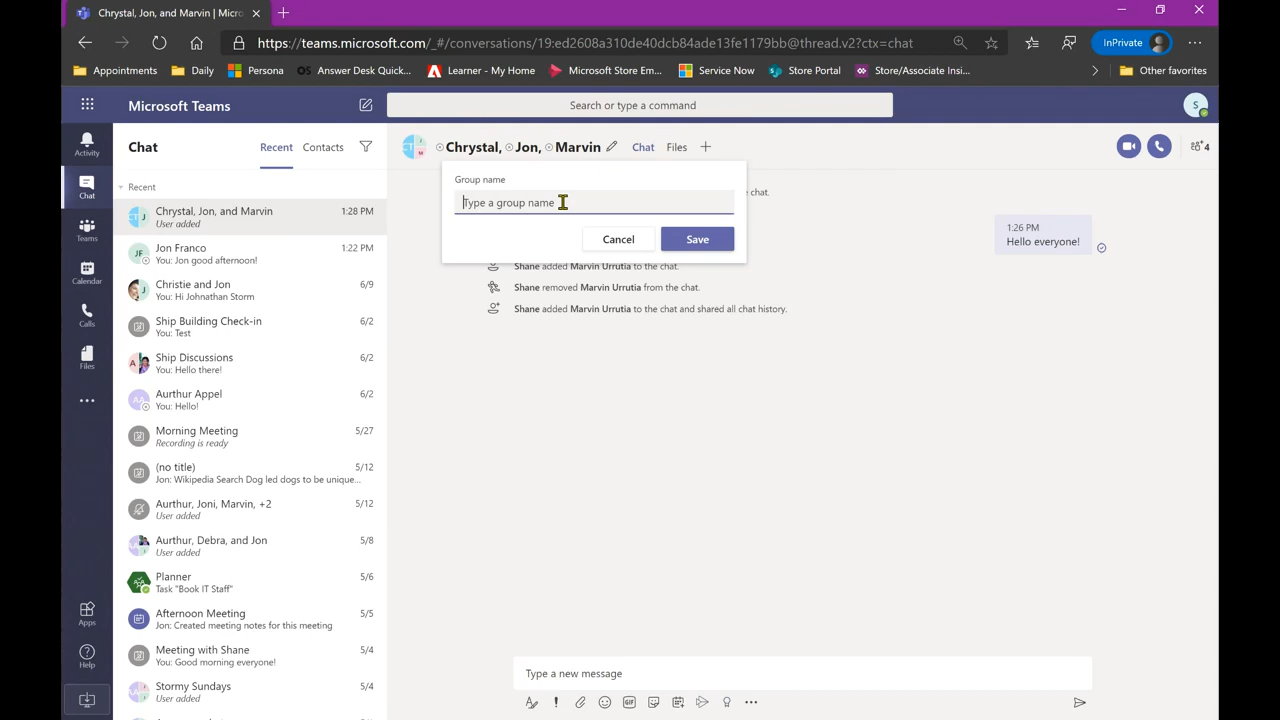 Chrystal, Jon, and Marvin | Micro
https://teams.microsoft.com/_#/conversations/19:ed2608a310de40dcb84ade13fe1179bb@thread.v2?ctx=chat
InPrivate
Appointments
Daily
Persona
Answer Desk Quick...
Learner - My Home
Microsoft Store Em...
Service Now
Store Portal
Store/Associate Insi...
Other favorites
Microsoft Teams
Search or type a command
S
Activity
Chat
Teams
Calendar
Calls
Files
Apps
Help
Chat
Recent
Contacts
Recent
Chrystal, Jon, and Marvin 1:28 PM
User added
Jon Franco 1:22 PM
You: Jon good afternoon!
Christie and Jon 6/9
You: Hi Johnathan Storm
Ship Building Check-in 6/2
You: Test
Ship Discussions 6/2
You: Hello there!
Aurthur Appel 6/2
You: Hello!
Morning Meeting 5/27
Recording is ready
(no title) 5/12
Jon: Wikipedia Search Dog led dogs to be unique...
Aurthur, Joni, Marvin, +2 5/12
User added
Aurthur, Debra, and Jon 5/8
User added
Planner 5/6
Task "Book IT Staff"
Afternoon Meeting 5/5
Jon: Created meeting notes for this meeting
Meeting with Shane 5/4
You: Good morning everyone!
Stormy Sundays 5/4
Chrystal, Jon, Marvin
Chat
Files
4
Group name
Type a group name
Cancel
Save
e chat.
1:26 PM
Hello everyone!
Shane added Marvin Urrutia to the chat.
Shane removed Marvin Urrutia from the chat.
Shane added Marvin Urrutia to the chat and shared all chat history.
Type a new message
GIF